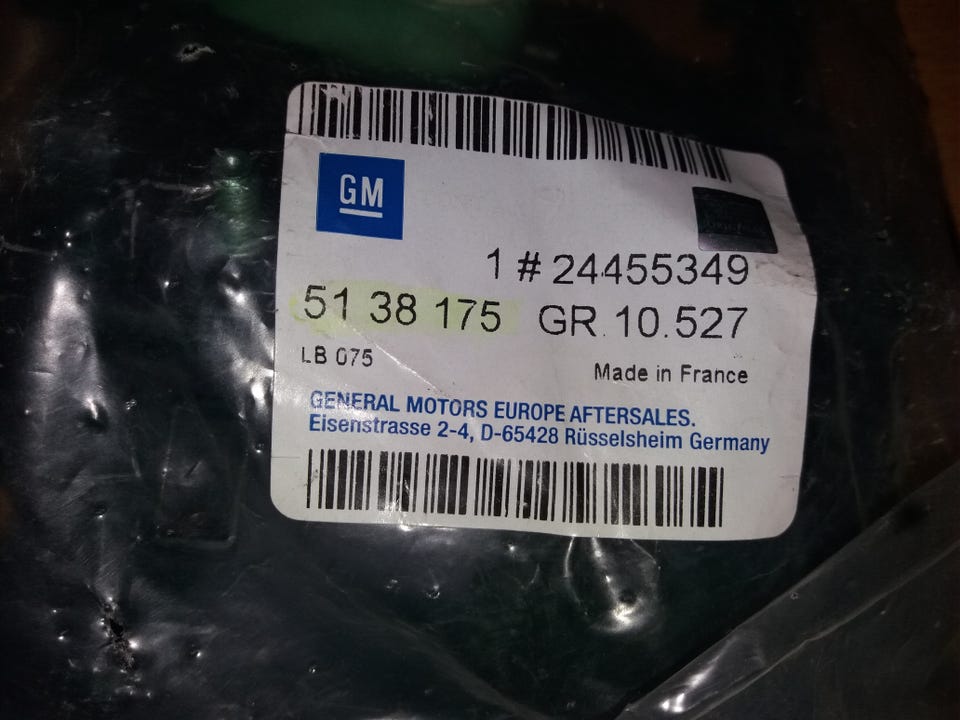 GM
1 # 24455349
51 38 175 GR. 10.527
LB 075
Made in France
GENERAL MOTORS EUROPE AFTERSALES.
Eisenstrasse 2-4, D-65428 Rüsselsheim Germany